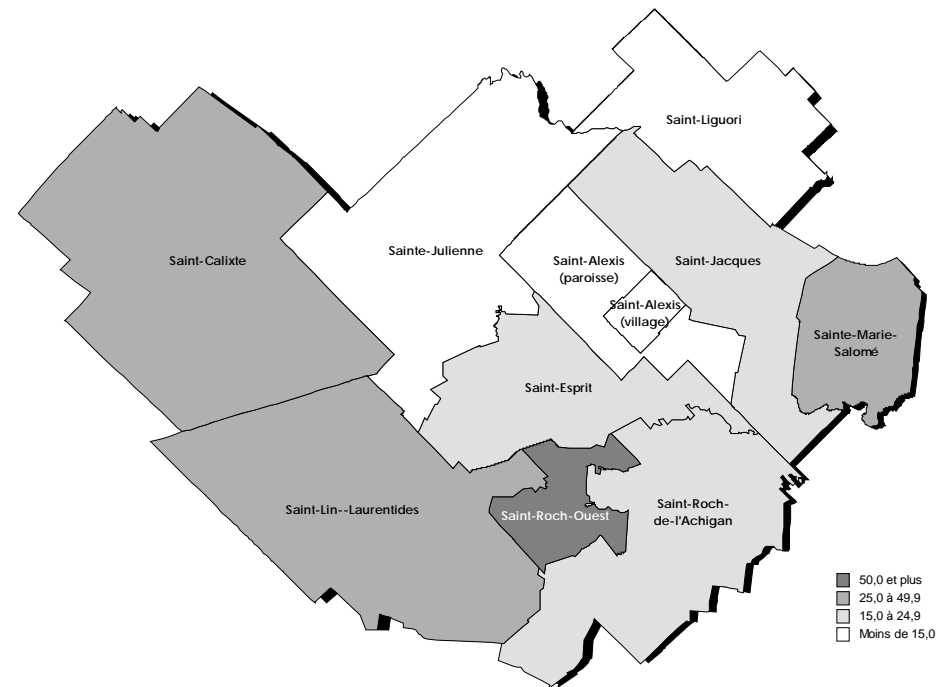 Saint-Liguori
Sainte-Julienne
Saint-Calixte
Saint-Alexis
(paroisse)
Saint-Jacques
Saint-Alexis
(village)
Sainte-Marie-
Salomé
Saint-Esprit
Saint-Lin--Laurentides
Saint-Roch-Ouest
Saint-Roch-
de-l'Achigan
50,0 et plus
25,0 à 49,9
15,0 à 24,9
Moins de 15,0